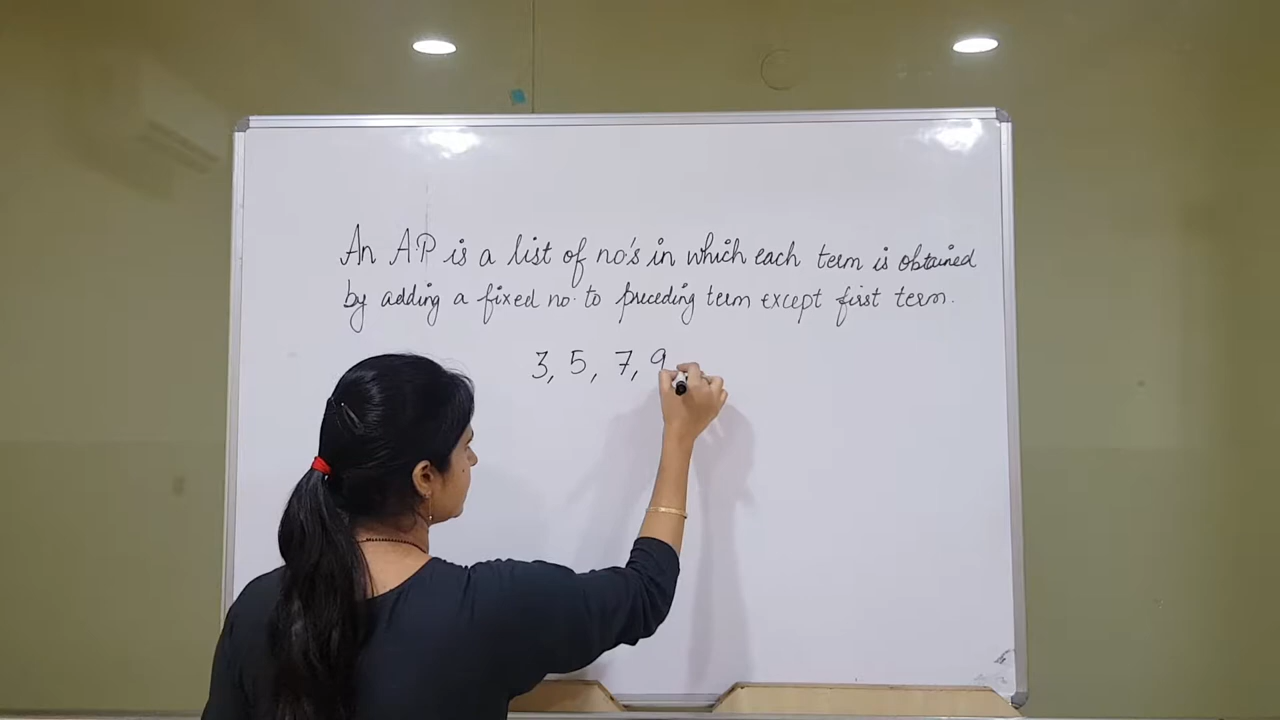 An A.P is a list of no's in which each term is obtained
by adding a fixed no. to preceding term except first term.
3, 5, 7, 9